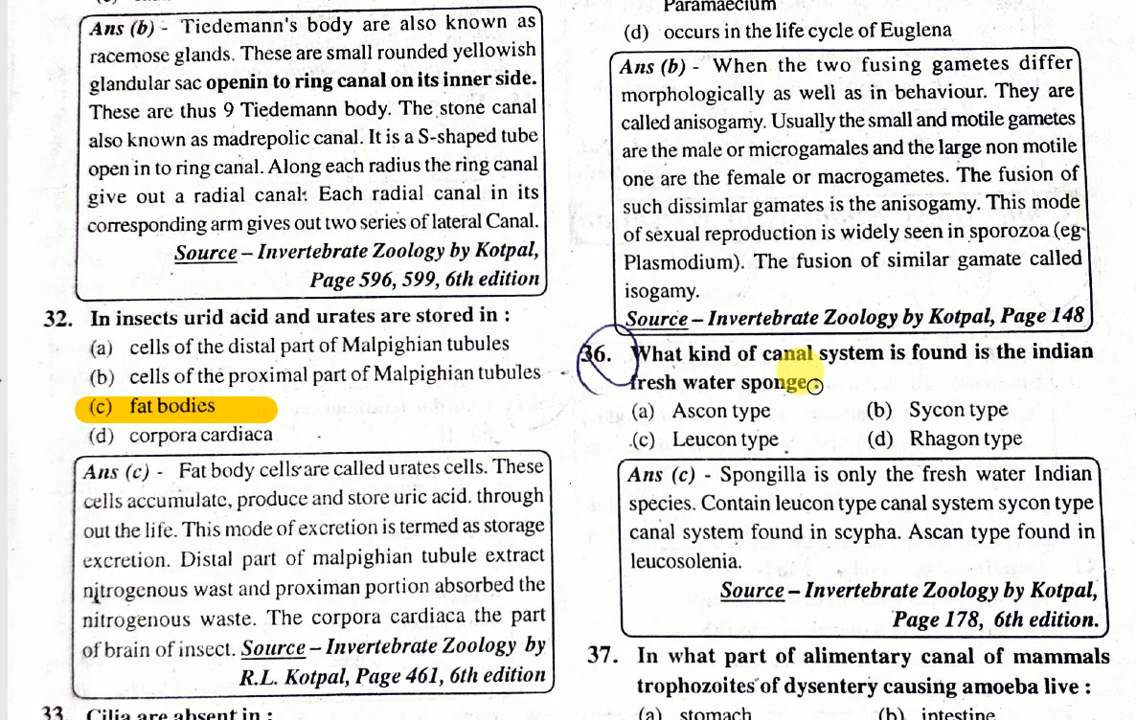 Ans (b) - Tiedemann's body are also known as
racemose glands. These are small rounded yellowish
glandular sac openin to ring canal on its inner side.
These are thus 9 Tiedemann body. The stone canal
also known as madrepolic canal. It is a S-shaped tube
open in to ring canal. Along each radius the ring canal
give out a radial canal: Each radial canal in its
corresponding arm gives out two series of lateral Canal.
Source – Invertebrate Zoology by Kotpal,
Page 596, 599, 6th edition
32. In insects urid acid and urates are stored in :
(a) cells of the distal part of Malpighian tubules
(b) cells of the proximal part of Malpighian tubules
(c) fat bodies
(d) corpora cardiaca
Ans (c) - Fat body cells are called urates cells. These
cells accumulate, produce and store uric acid. through
out the life. This mode of excretion is termed as storage
excretion. Distal part of malpighian tubule extract
nitrogenous wast and proximan portion absorbed the
nitrogenous waste. The corpora cardiaca the part
of brain of insect. Source – Invertebrate Zoology by
R.L. Kotpal, Page 461, 6th edition
33. Cilia are absent in :
Paramaecium
(d) occurs in the life cycle of Euglena
Ans (b) - When the two fusing gametes differ
morphologically as well as in behaviour. They are
called anisogamy. Usually the small and motile gametes
are the male or microgamales and the large non motile
one are the female or macrogametes. The fusion of
such dissimlar gamates is the anisogamy. This mode
of sexual reproduction is widely seen in sporozoa (eg-
Plasmodium). The fusion of similar gamate called
isogamy.
Source – Invertebrate Zoology by Kotpal, Page 148
36. What kind of canal system is found is the indian
fresh water sponge
(a) Ascon type (b) Sycon type
(c) Leucon type (d) Rhagon type
Ans (c) - Spongilla is only the fresh water Indian
species. Contain leucon type canal system sycon type
canal system found in scypha. Ascan type found in
leucosolenia.
Source – Invertebrate Zoology by Kotpal,
Page 178, 6th edition.
37. In what part of alimentary canal of mammals
trophozoites of dysentery causing amoeba live :
(a) stomach (b) intestine